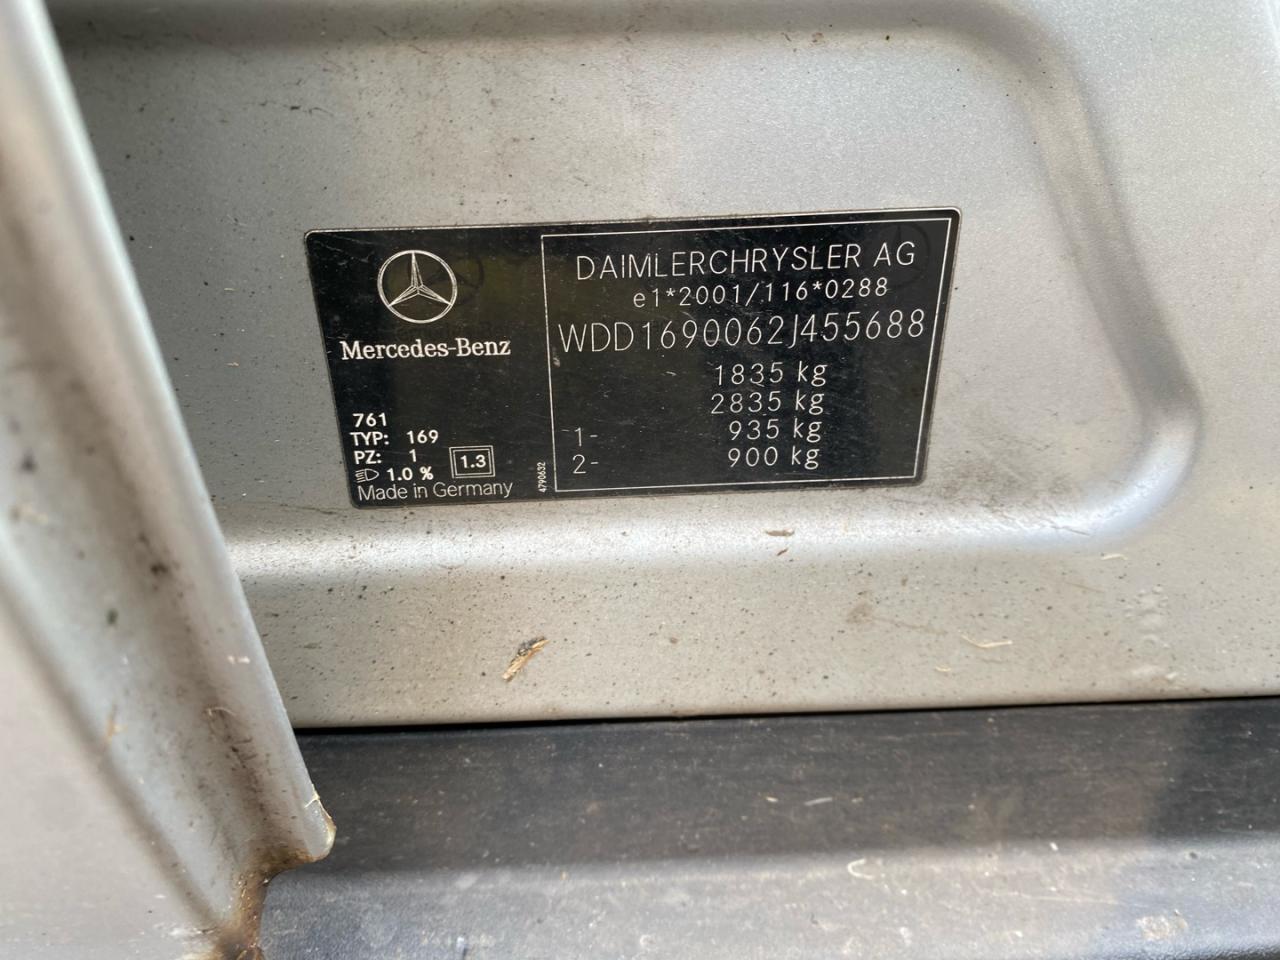 Mercedes-Benz
761
TYP: 169
PZ: 1
1.0 %
1.3
Made in Germany
4790632
DAIMLERCHRYSLER AG
e1*2001/116*0288
WDD1690062J455688
1835 kg
2835 kg
1- 935 kg
2- 900 kg